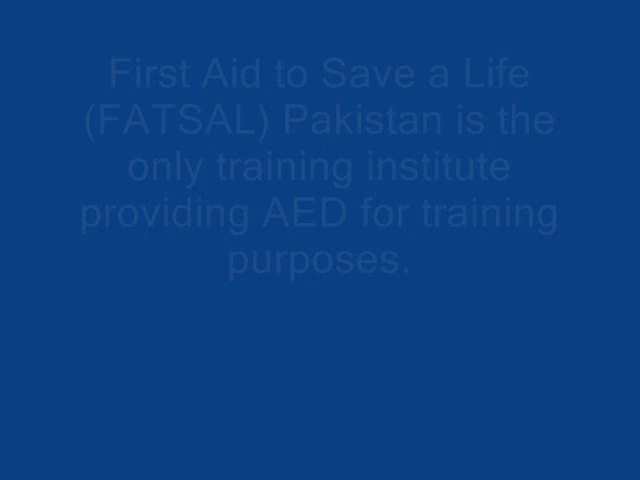 First Aid to Save a Life
(FATSAL) Pakistan is the
only training institute
providing AED for training
purposes.